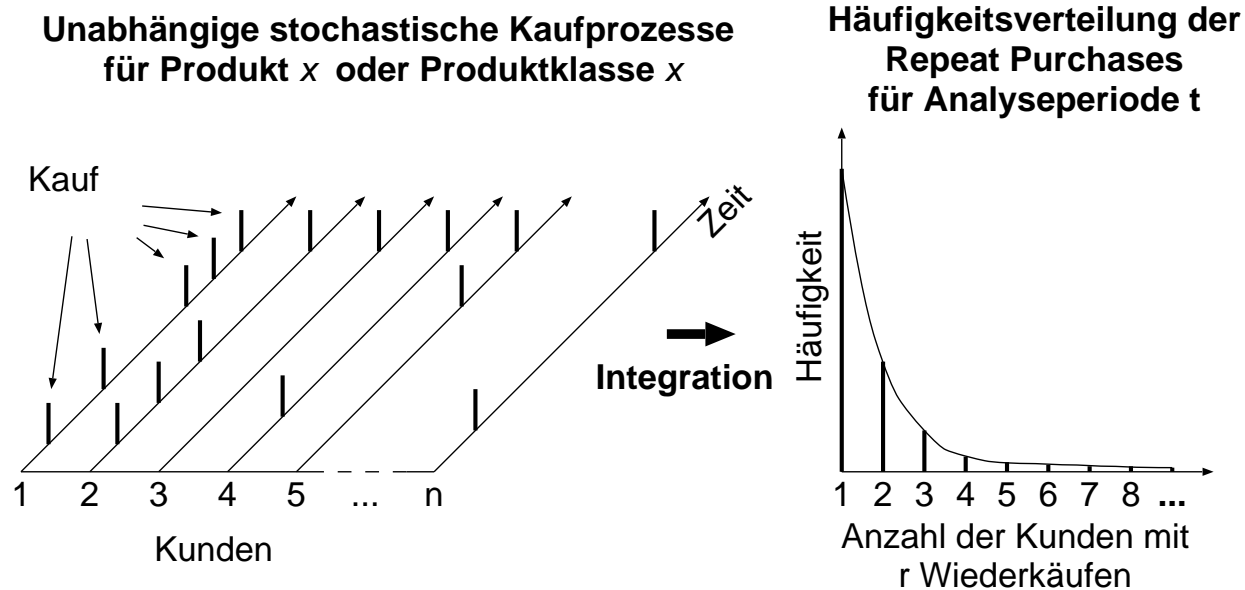 Unabhängige stochastische Kaufprozesse
für Produkt x oder Produktklasse x
Häufigkeitsverteilung der
Repeat Purchases
für Analyseperiode t
Kauf
Zeit
Integration
Häufigkeit
1 2 3 4 5 ... n
Kunden
1 2 3 4 5 6 7 8 ...
Anzahl der Kunden mit
r Wiederkäufen